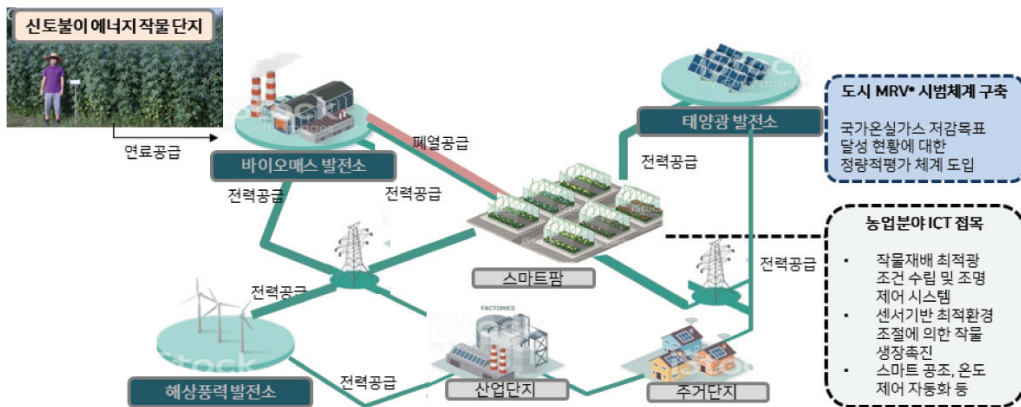 신토불이 에너지 작물 단지
연료공급
바이오매스 발전소
폐열공급
전력공급
전력공급
태양광 발전소
전력공급
도시 MRV* 시범체계 구축
국가온실가스 저감목표
달성 현황에 대한
정량적평가 체계 도입
스마트팜
전력공급
농업분야 ICT 접목
• 작물재배 최적광
조건 수립 및 조명
제어 시스템
• 센서기반 최적환경
조절에 의한 작물
생장촉진
• 스마트 공조, 온도
제어 자동화 등
전력공급
해상풍력 발전소
전력공급
FACTORIES
산업단지
주거단지
iStock